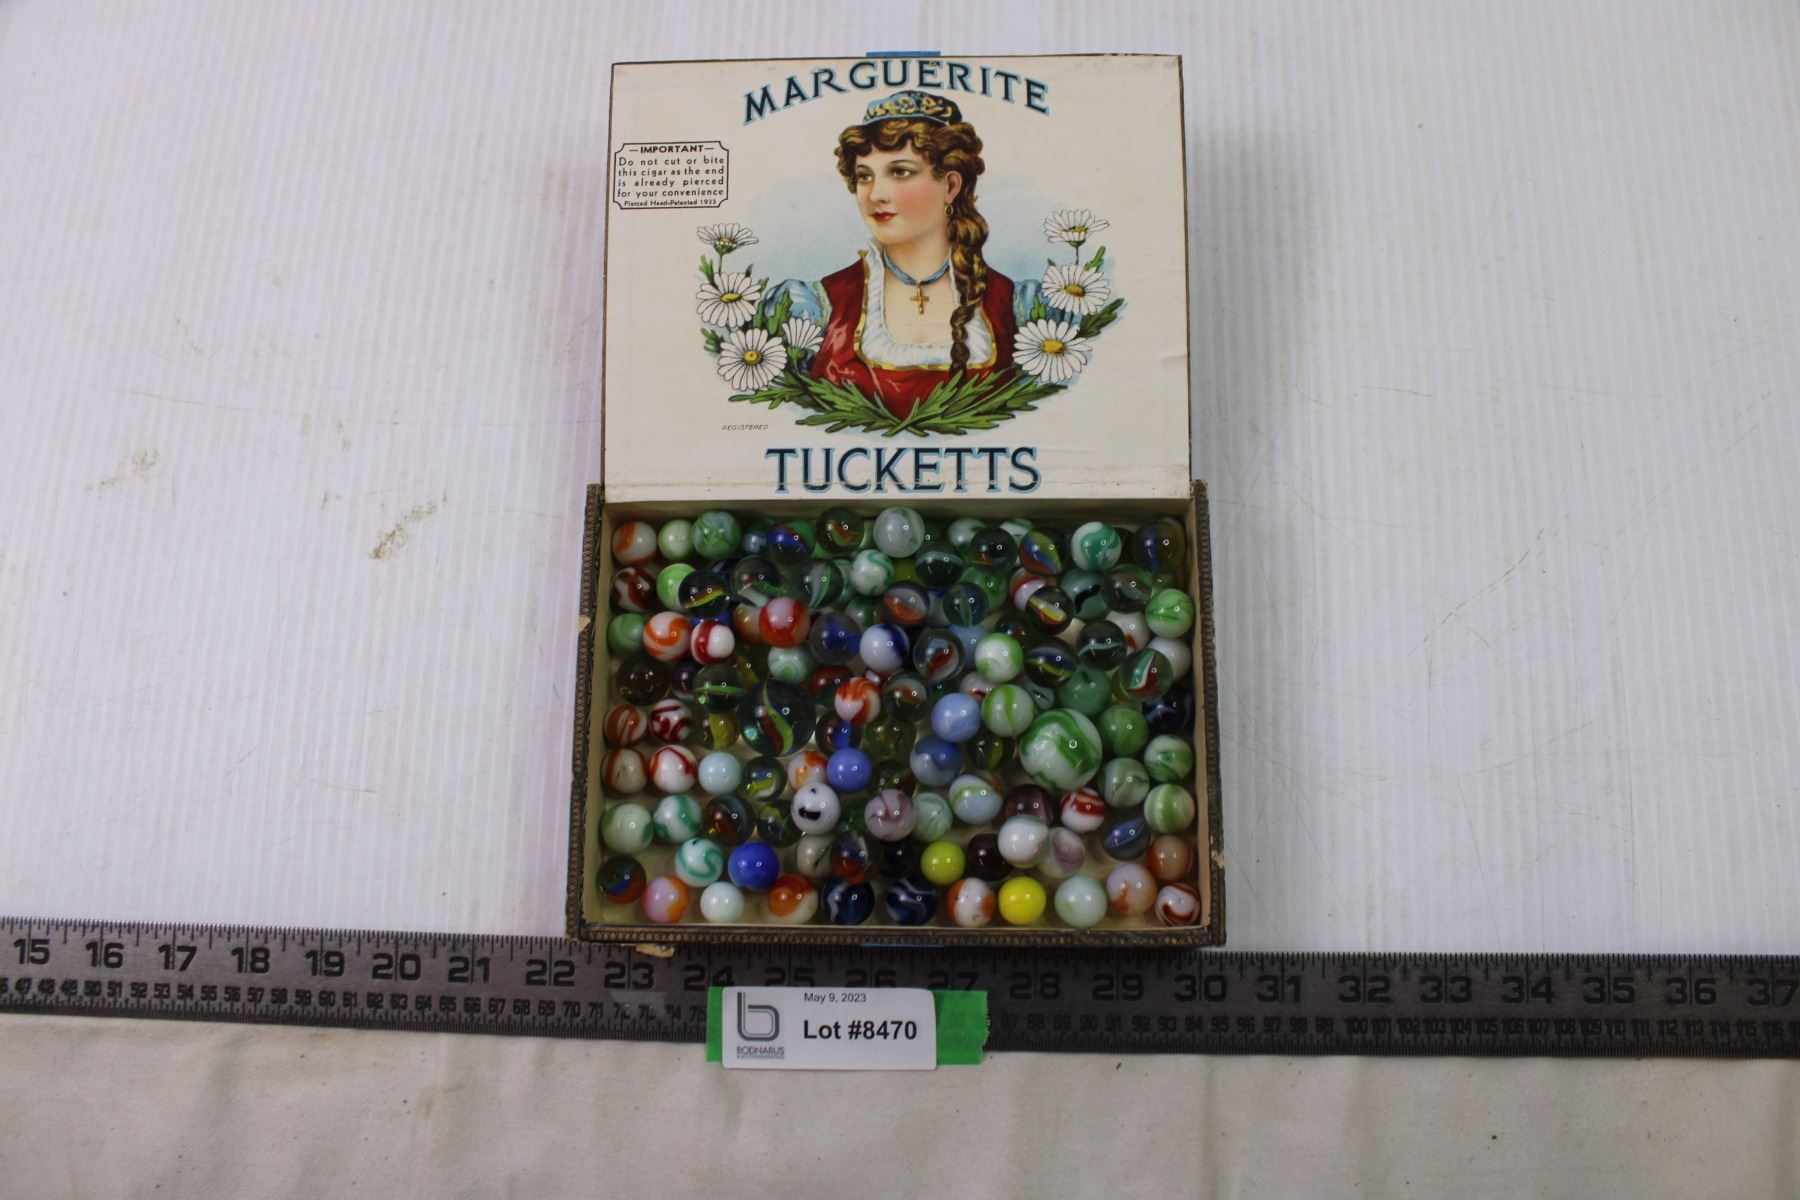 MARGUERITE
—IMPORTANT—
Do not cut or bite
this cigar as the end
is already pierced
for your convenience
Pierced Head-Patented 1933
REGISTERED
TUCKETTS
15 16 17 18 19 20 21 22 23 24 25 26 27 28 29 30 31 32 33 34 35 36 37
May 9, 2023
Lot #8470
b
BODNARUS
AUCTIONEERING